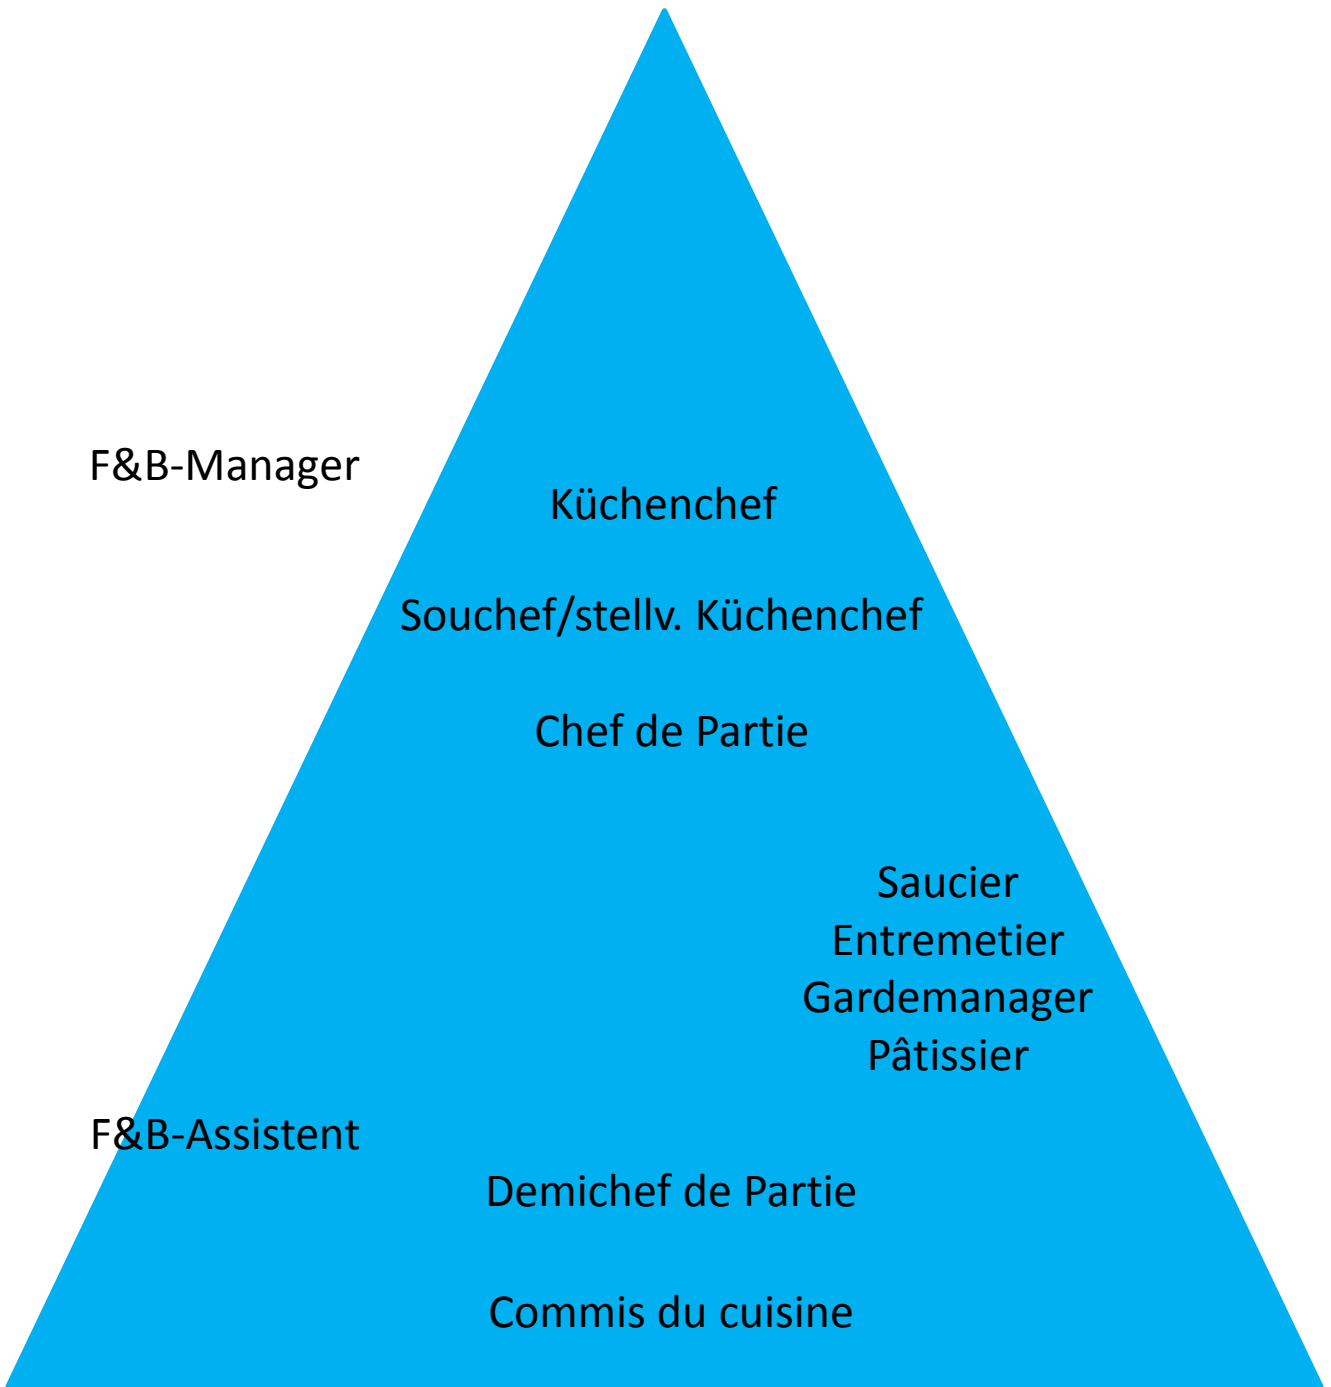 F&B-Manager
Küchenchef
Souchef/stellv. Küchenchef
Chef de Partie
Saucier
Entremetier
Gardemanager
Pâtissier
F&B-Assistent
Demichef de Partie
Commis du cuisine